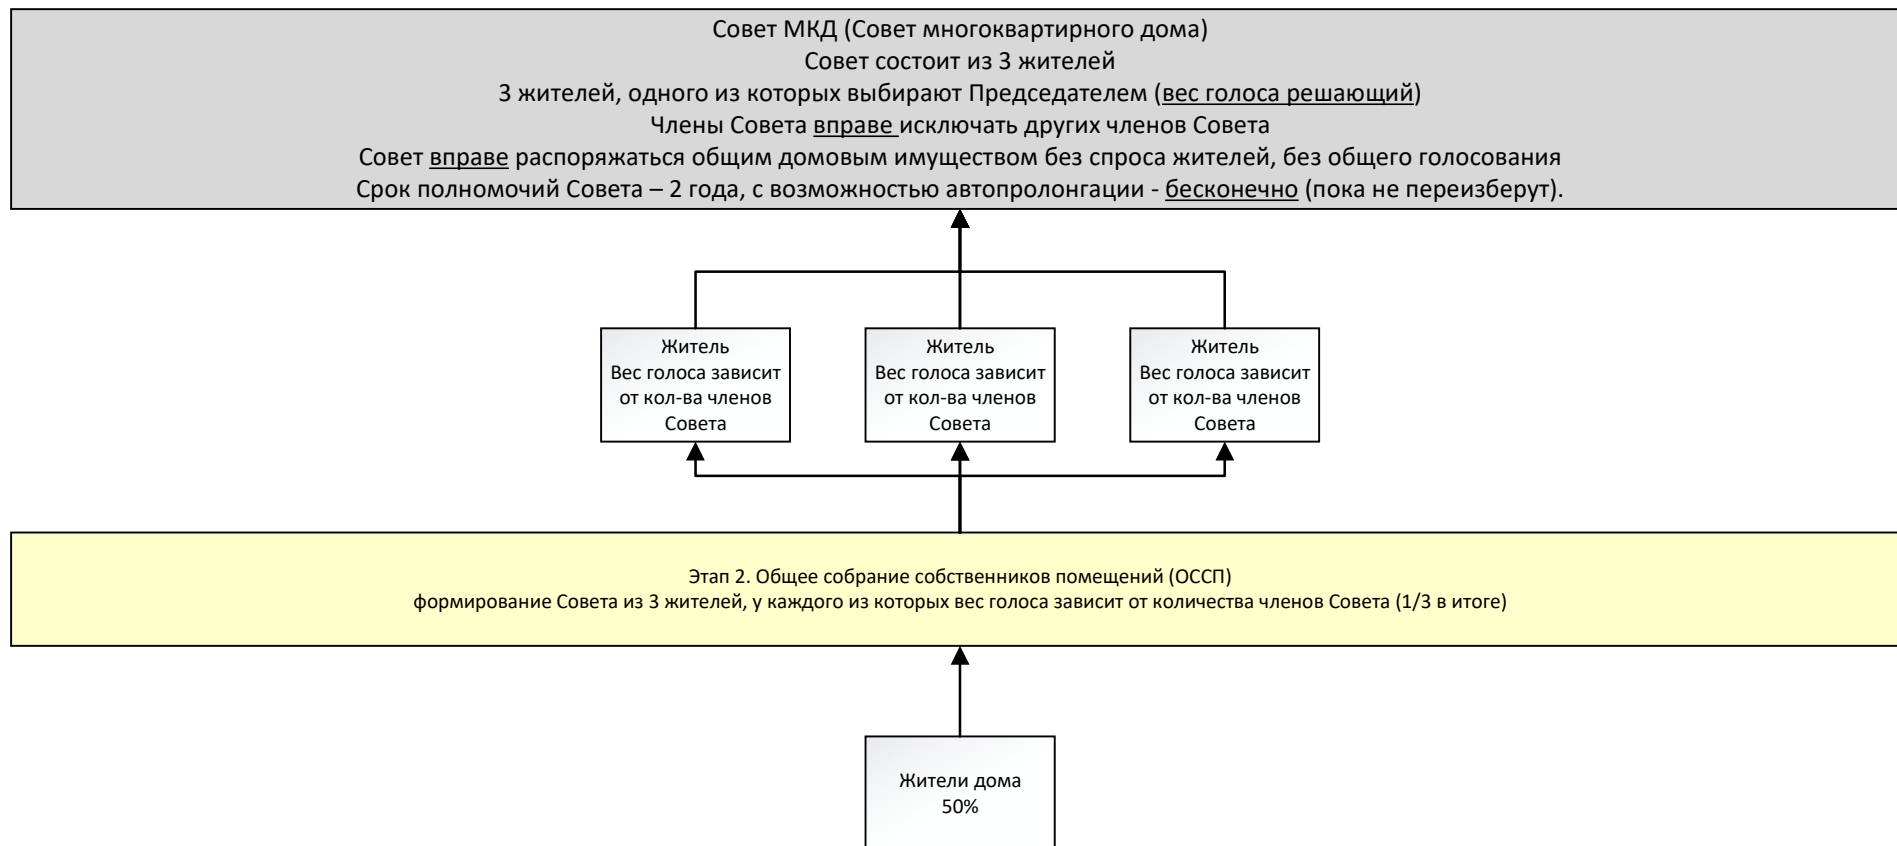 Совет МКД (Совет многоквартирного дома)
Совет состоит из 3 жителей
3 жителей, одного из которых выбирают Председателем (вес голоса решающий)
Члены Совета вправе исключать других членов Совета
Совет вправе распоряжаться общим домовым имуществом без спроса жителей, без общего голосования
Срок полномочий Совета – 2 года, с возможностью автопролонгации - бесконечно (пока не переизберут).
Житель
Вес голоса зависит
от кол-ва членов
Совета
Житель
Вес голоса зависит
от кол-ва членов
Совета
Житель
Вес голоса зависит
от кол-ва членов
Совета
Этап 2. Общее собрание собственников помещений (ОССП)
формирование Совета из 3 жителей, у каждого из которых вес голоса зависит от количества членов Совета (1/3 в итоге)
Жители дома
50%